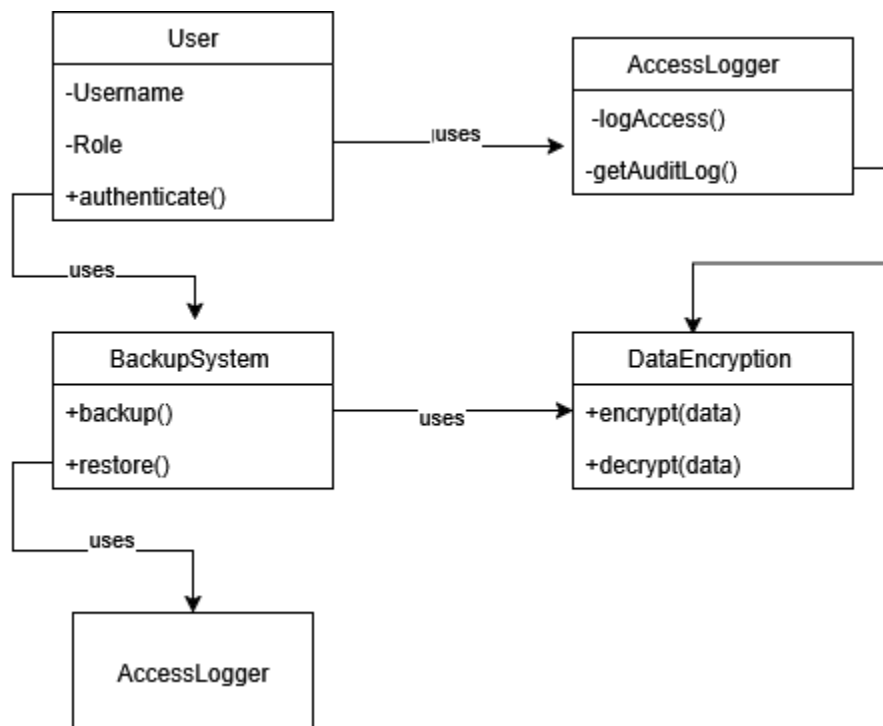 User
-Username
-Role
+authenticate()
uses
AccessLogger
-logAccess()
-getAuditLog()
uses
BackupSystem
+backup()
+restore()
uses
DataEncryption
+encrypt(data)
+decrypt(data)
uses
AccessLogger